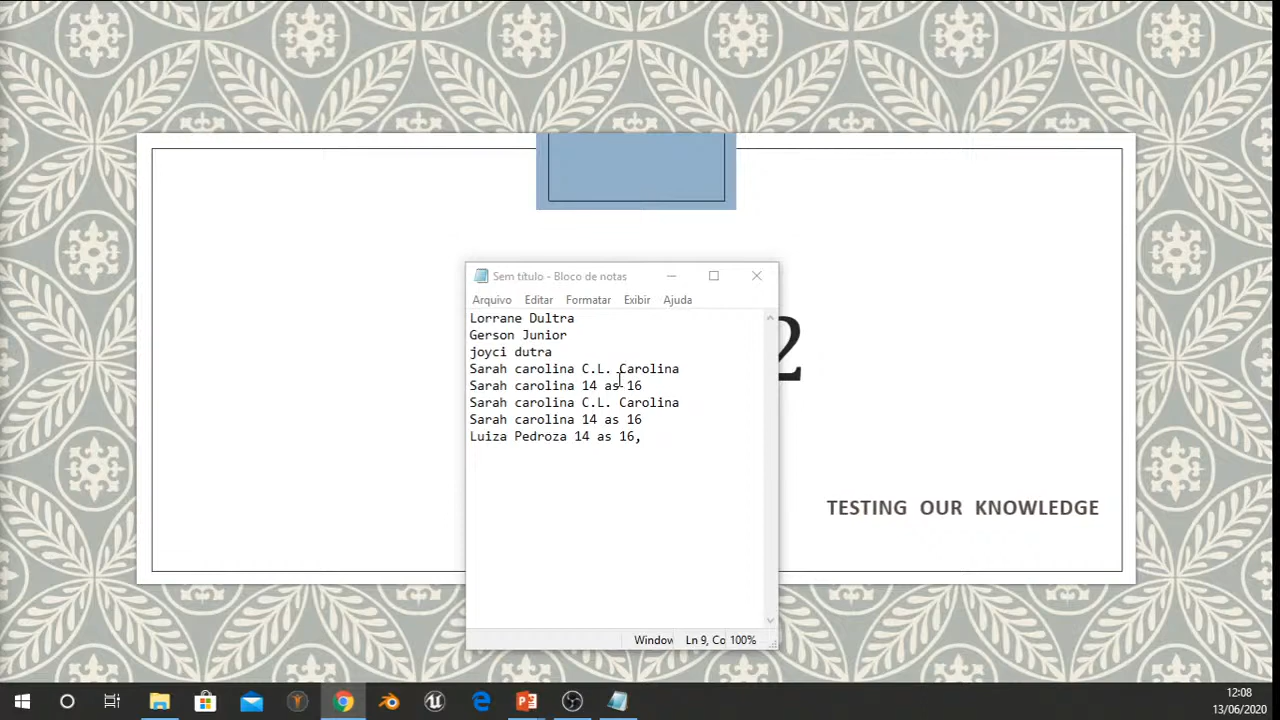 Sem título - Bloco de notas
Arquivo Editar Formatar Exibir Ajuda
Lorrane Dultra
Gerson Junior
joyci dutra
Sarah carolina C.L. Carolina
Sarah carolina 14 as 16
Sarah carolina C.L. Carolina
Sarah carolina 14 as 16
Luiza Pedroza 14 as 16,
2
TESTING OUR KNOWLEDGE
Window Ln 9, Co 100%
12:08
13/06/2020